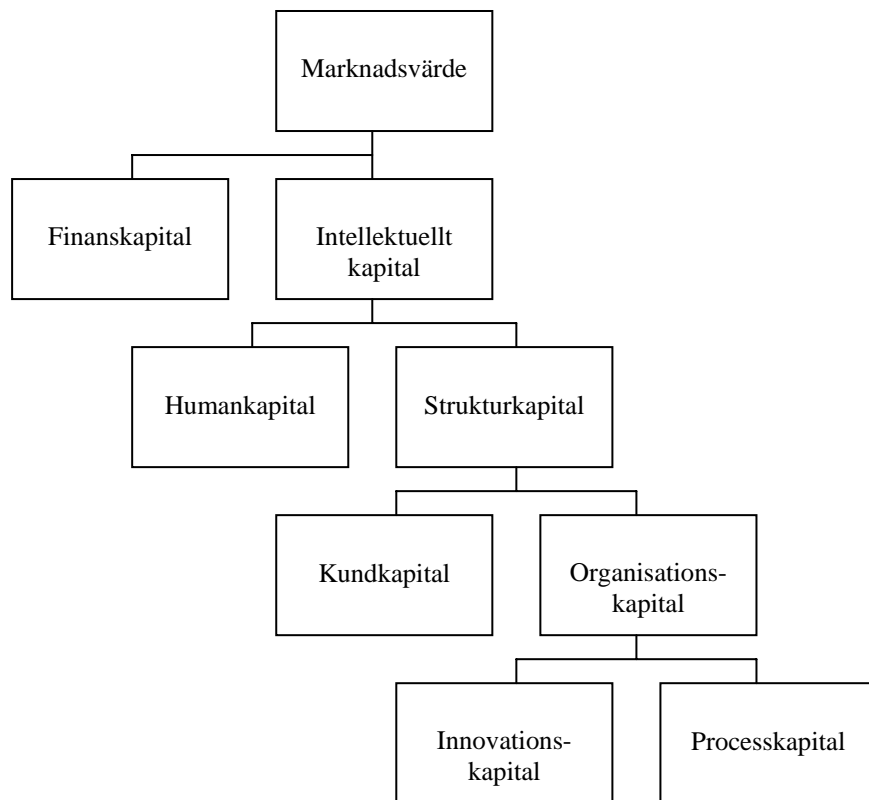 Marknadsvärde
Finanskapital
Intellektuellt
kapital
Humankapital
Strukturkapital
Kundkapital
Organisations-
kapital
Innovations-
kapital
Processkapital